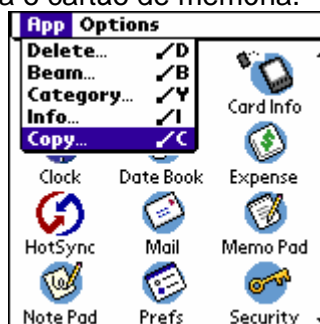 a o cartão de memória.
App Options
Delete... ⁄D
Beam... ⁄B
Category... ⁄Y
Info... ⁄I
Copy... ⁄C
Card Info
Clock Date Book Expense
HotSync Mail Memo Pad
Note Pad Prefs Security